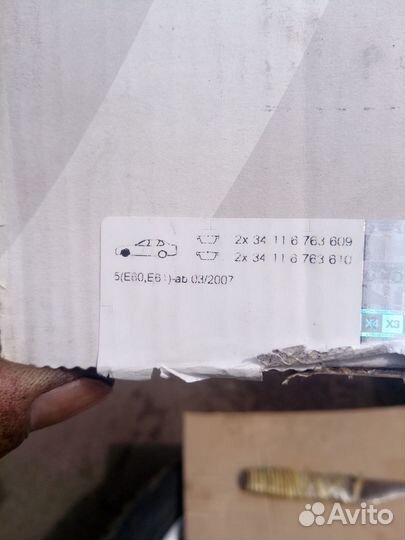 2x 34 11 6 763 609
2x 34 11 6 763 610
5(E60,E61)-ab 03/2007
X4 X3
Avito